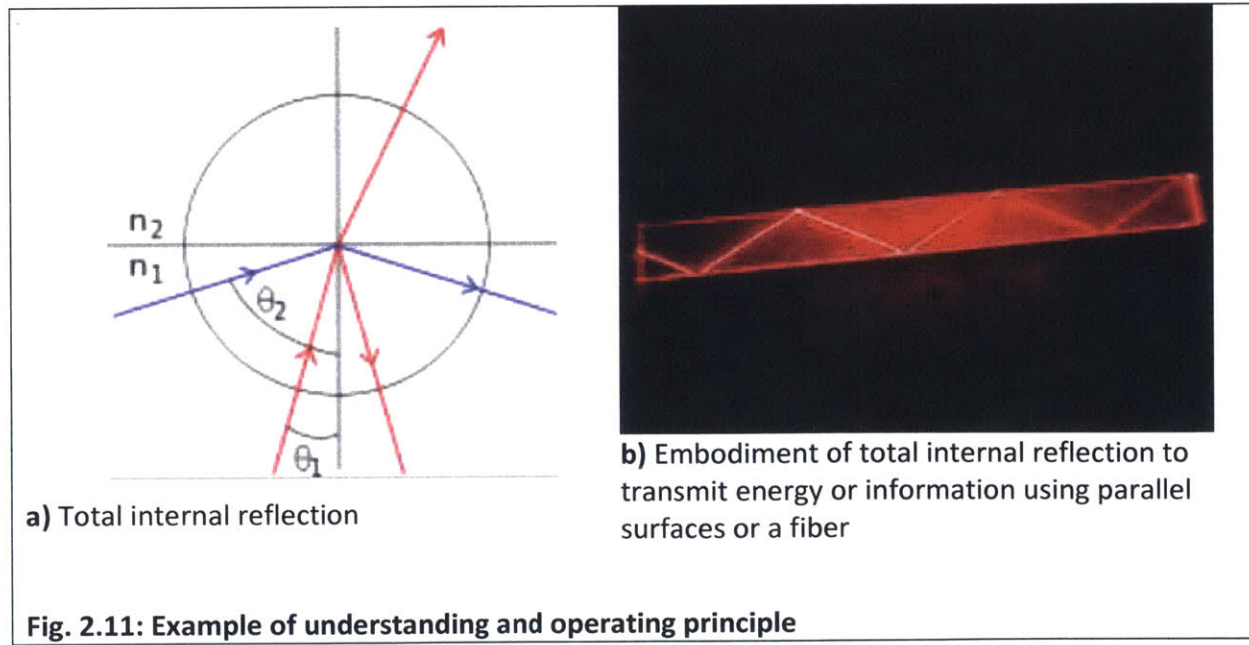 n₂
n₁
θ₂
θ₁
a) Total internal reflection
b) Embodiment of total internal reflection to
transmit energy or information using parallel
surfaces or a fiber
Fig. 2.11: Example of understanding and operating principle